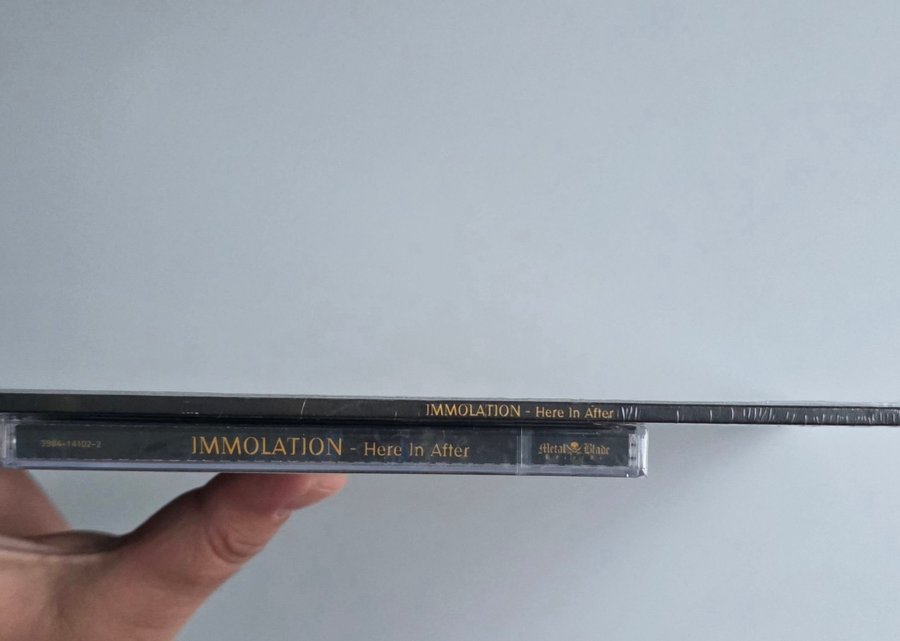 IMMOLATION - Here In After
3984-14102-2 IMMOLATION - Here In After Metal Blade